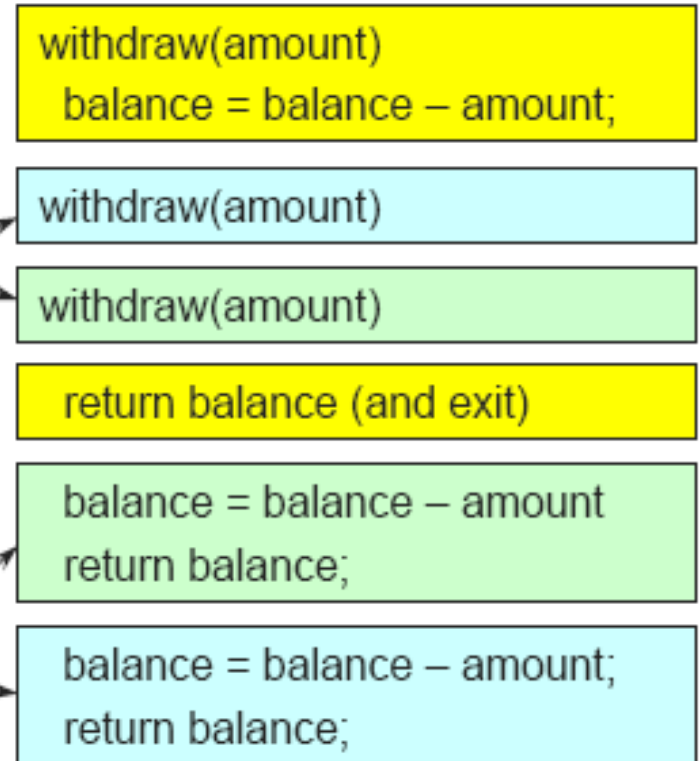 withdraw(amount)
balance = balance – amount;
withdraw(amount)
withdraw(amount)
return balance (and exit)
balance = balance – amount
return balance;
balance = balance – amount;
return balance;